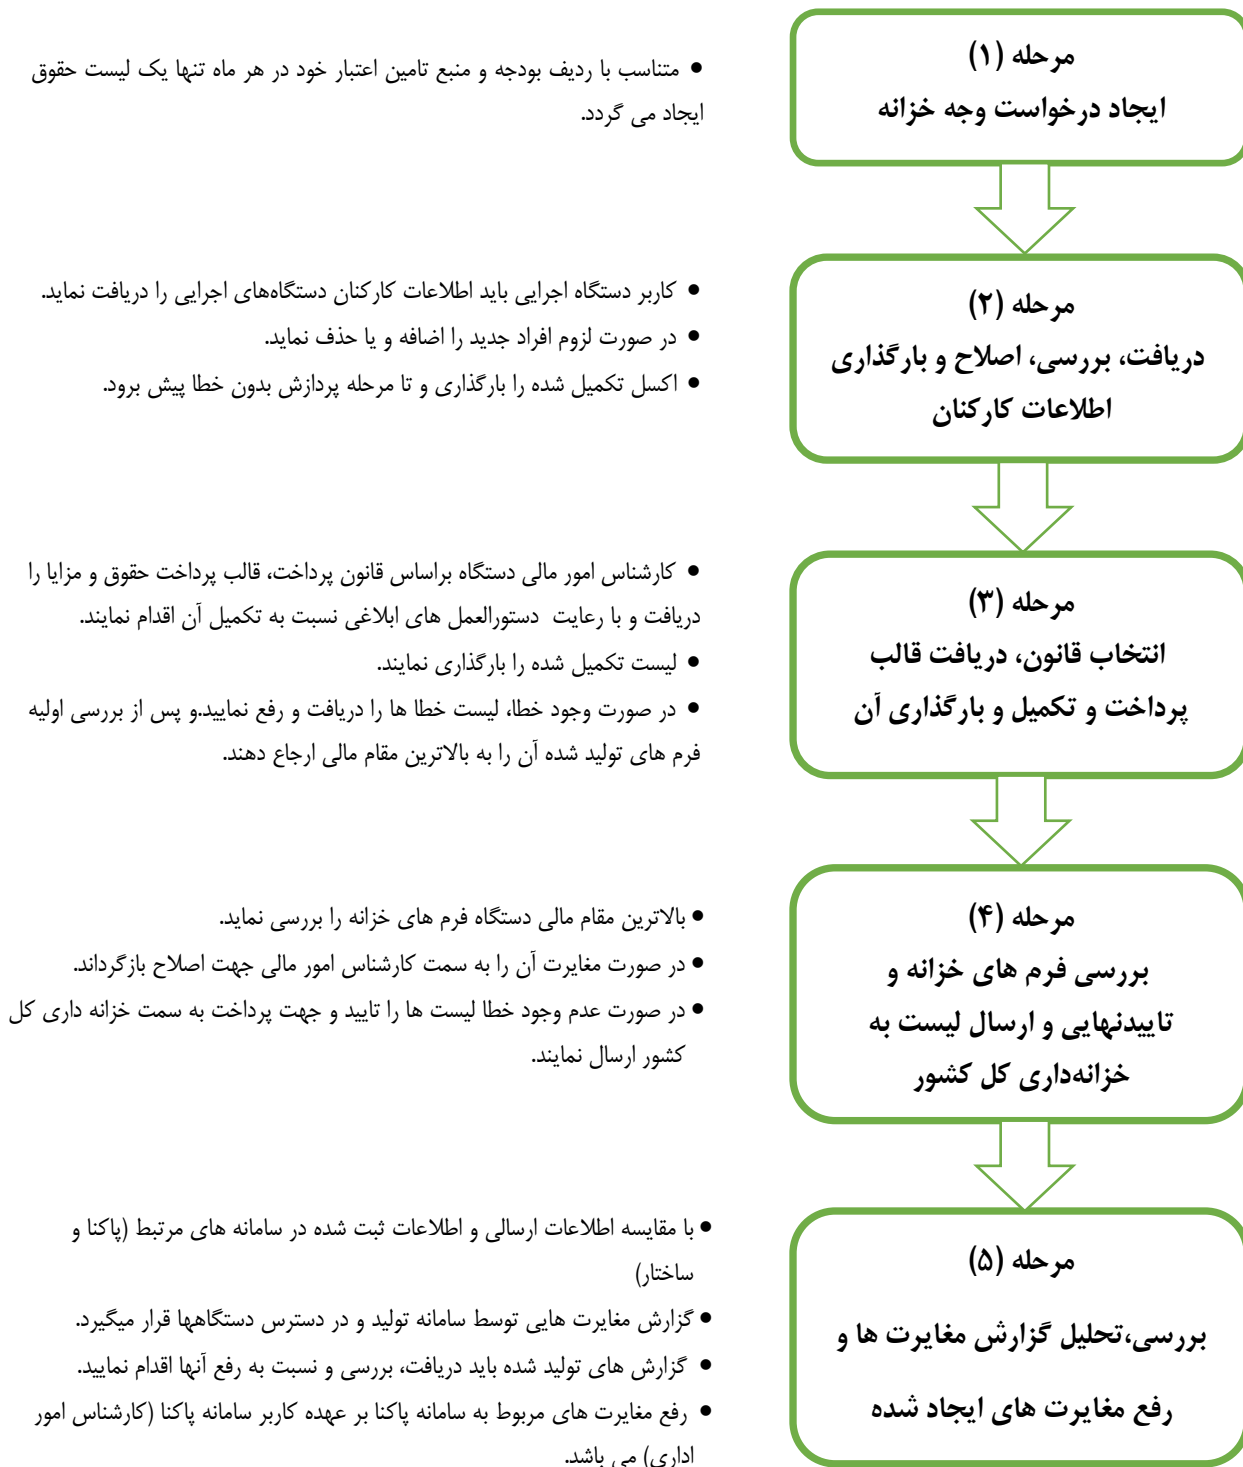 مرحله (۱)
ایجاد درخواست وجه خزانه
● متناسب با ردیف بودجه و منبع تامین اعتبار خود در هر ماه تنها یک لیست حقوق
ایجاد می گردد.
مرحله (۲)
دریافت، بررسی، اصلاح و بارگذاری
اطلاعات کارکنان
● کاربر دستگاه اجرایی باید اطلاعات کارکنان دستگاه‌های اجرایی را دریافت نماید.
● در صورت لزوم افراد جدید را اضافه و یا حذف نماید.
● اکسل تکمیل شده را بارگذاری و تا مرحله پردازش بدون خطا پیش برود.
مرحله (۳)
انتخاب قانون، دریافت قالب
پرداخت و تکمیل و بارگذاری آن
● کارشناس امور مالی دستگاه براساس قانون پرداخت، قالب پرداخت حقوق و مزایا را
دریافت و با رعایت دستورالعمل های ابلاغی نسبت به تکمیل آن اقدام نمایند.
● لیست تکمیل شده را بارگذاری نمایند.
● در صورت وجود خطا، لیست خطا ها را دریافت و رفع نمایید.و پس از بررسی اولیه
فرم های تولید شده آن را به بالاترین مقام مالی ارجاع دهند.
مرحله (۴)
بررسی فرم های خزانه و
تاییدنهایی و ارسال لیست به
خزانه‌داری کل کشور
● بالاترین مقام مالی دستگاه فرم های خزانه را بررسی نماید.
● در صورت مغایرت آن را به سمت کارشناس امور مالی جهت اصلاح بازگرداند.
● در صورت عدم وجود خطا لیست ها را تایید و جهت پرداخت به سمت خزانه داری کل
کشور ارسال نمایند.
مرحله (۵)
بررسی،تحلیل گزارش مغایرت ها و
رفع مغایرت های ایجاد شده
● با مقایسه اطلاعات ارسالی و اطلاعات ثبت شده در سامانه های مرتبط (پاکنا و
ساختار)
● گزارش مغایرت هایی توسط سامانه تولید و در دسترس دستگاهها قرار میگیرد.
● گزارش های تولید شده باید دریافت، بررسی و نسبت به رفع آنها اقدام نمایید.
● رفع مغایرت های مربوط به سامانه پاکنا بر عهده کاربر سامانه پاکنا (کارشناس امور
اداری) می باشد.